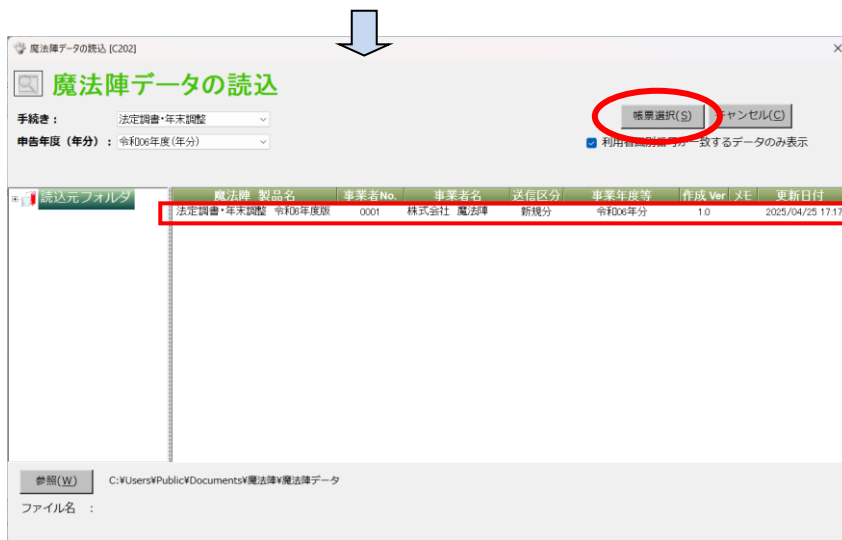 魔法陣データの読込 [C202]
魔法陣データの読込
手続き： 法定調書・年末調整
帳票選択(S) キャンセル(C)
申告年度（年分）： 令和06年度(年分)
利用者識別番号が一致するデータのみ表示
読込元フォルダ
魔法陣 製品名 事業者No. 事業者名 送信区分 事業年度等 作成 Ver メモ 更新日付
法定調書・年末調整 令和6年度版 0001 株式会社 魔法陣 新規分 令和06年分 1.0 2025/04/25 17:17
参照(W) C:¥Users¥Public¥Documents¥魔法陣¥魔法陣データ
ファイル名 ：